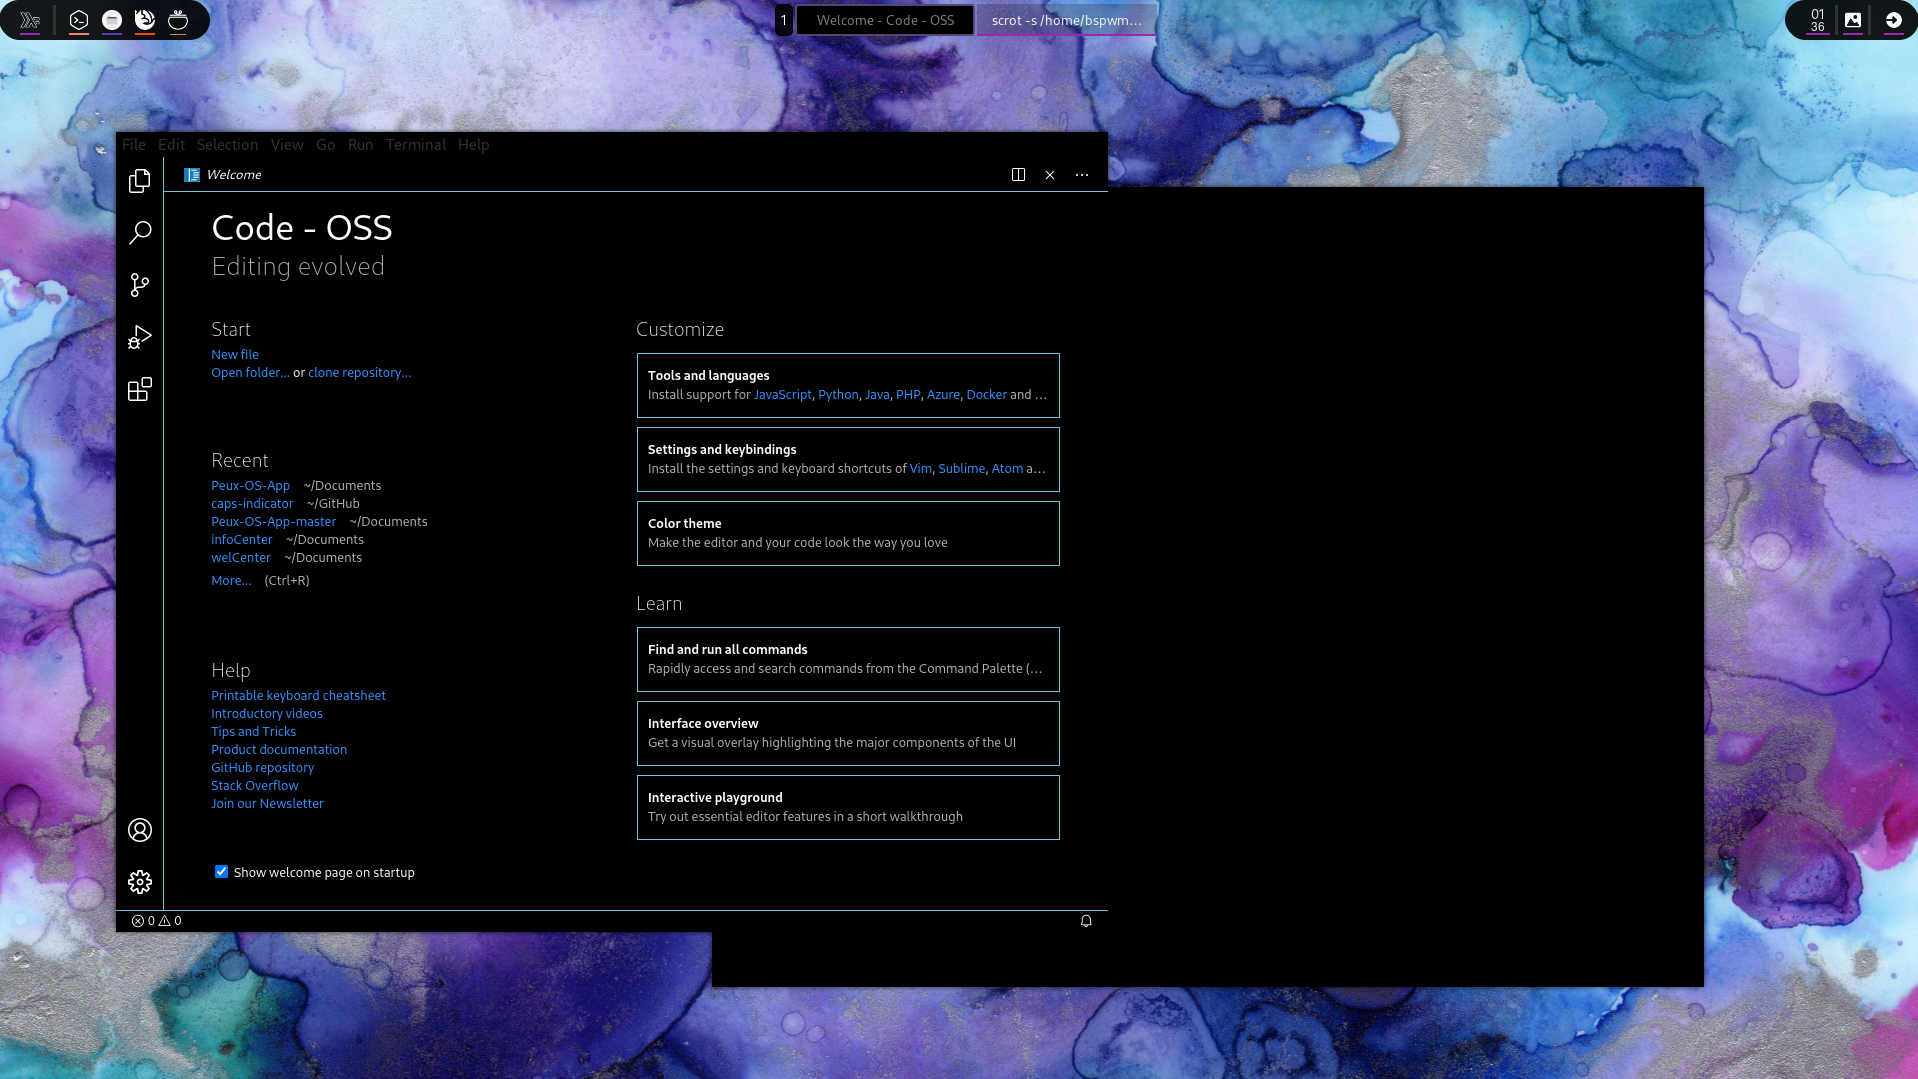 1
Welcome - Code - OSS
scrot -s /home/bspwm...
01
36
File Edit Selection View Go Run Terminal Help
Welcome
Code - OSS
Editing evolved
Start
New file
Open folder... or clone repository...
Recent
Peux-OS-App ~/Documents
caps-indicator ~/GitHub
Peux-OS-App-master ~/Documents
infoCenter ~/Documents
welCenter ~/Documents
More... (Ctrl+R)
Help
Printable keyboard cheatsheet
Introductory videos
Tips and Tricks
Product documentation
GitHub repository
Stack Overflow
Join our Newsletter
Show welcome page on startup
Customize
Tools and languages
Install support for JavaScript, Python, Java, PHP, Azure, Docker and ...
Settings and keybindings
Install the settings and keyboard shortcuts of Vim, Sublime, Atom a...
Color theme
Make the editor and your code look the way you love
Learn
Find and run all commands
Rapidly access and search commands from the Command Palette (...
Interface overview
Get a visual overlay highlighting the major components of the UI
Interactive playground
Try out essential editor features in a short walkthrough
0 0